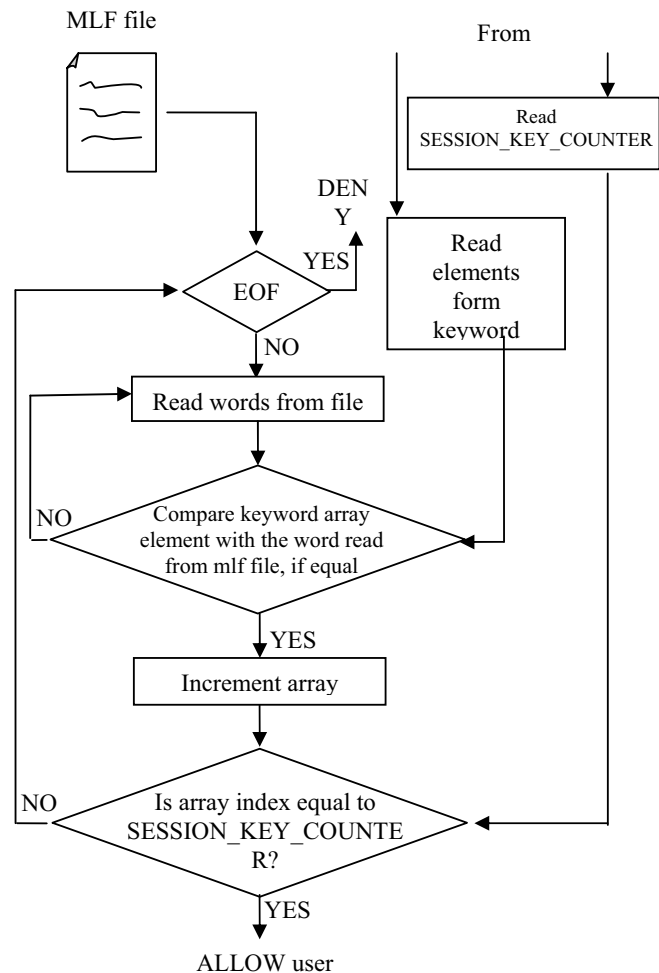 MLF file
From
Read
SESSION_KEY_COUNTER
DEN
Y
YES
Read
elements
form
keyword
EOF
NO
Read words from file
NO
Compare keyword array
element with the word read
from mlf file, if equal
YES
Increment array
NO
Is array index equal to
SESSION_KEY_COUNTE
R?
YES
ALLOW user